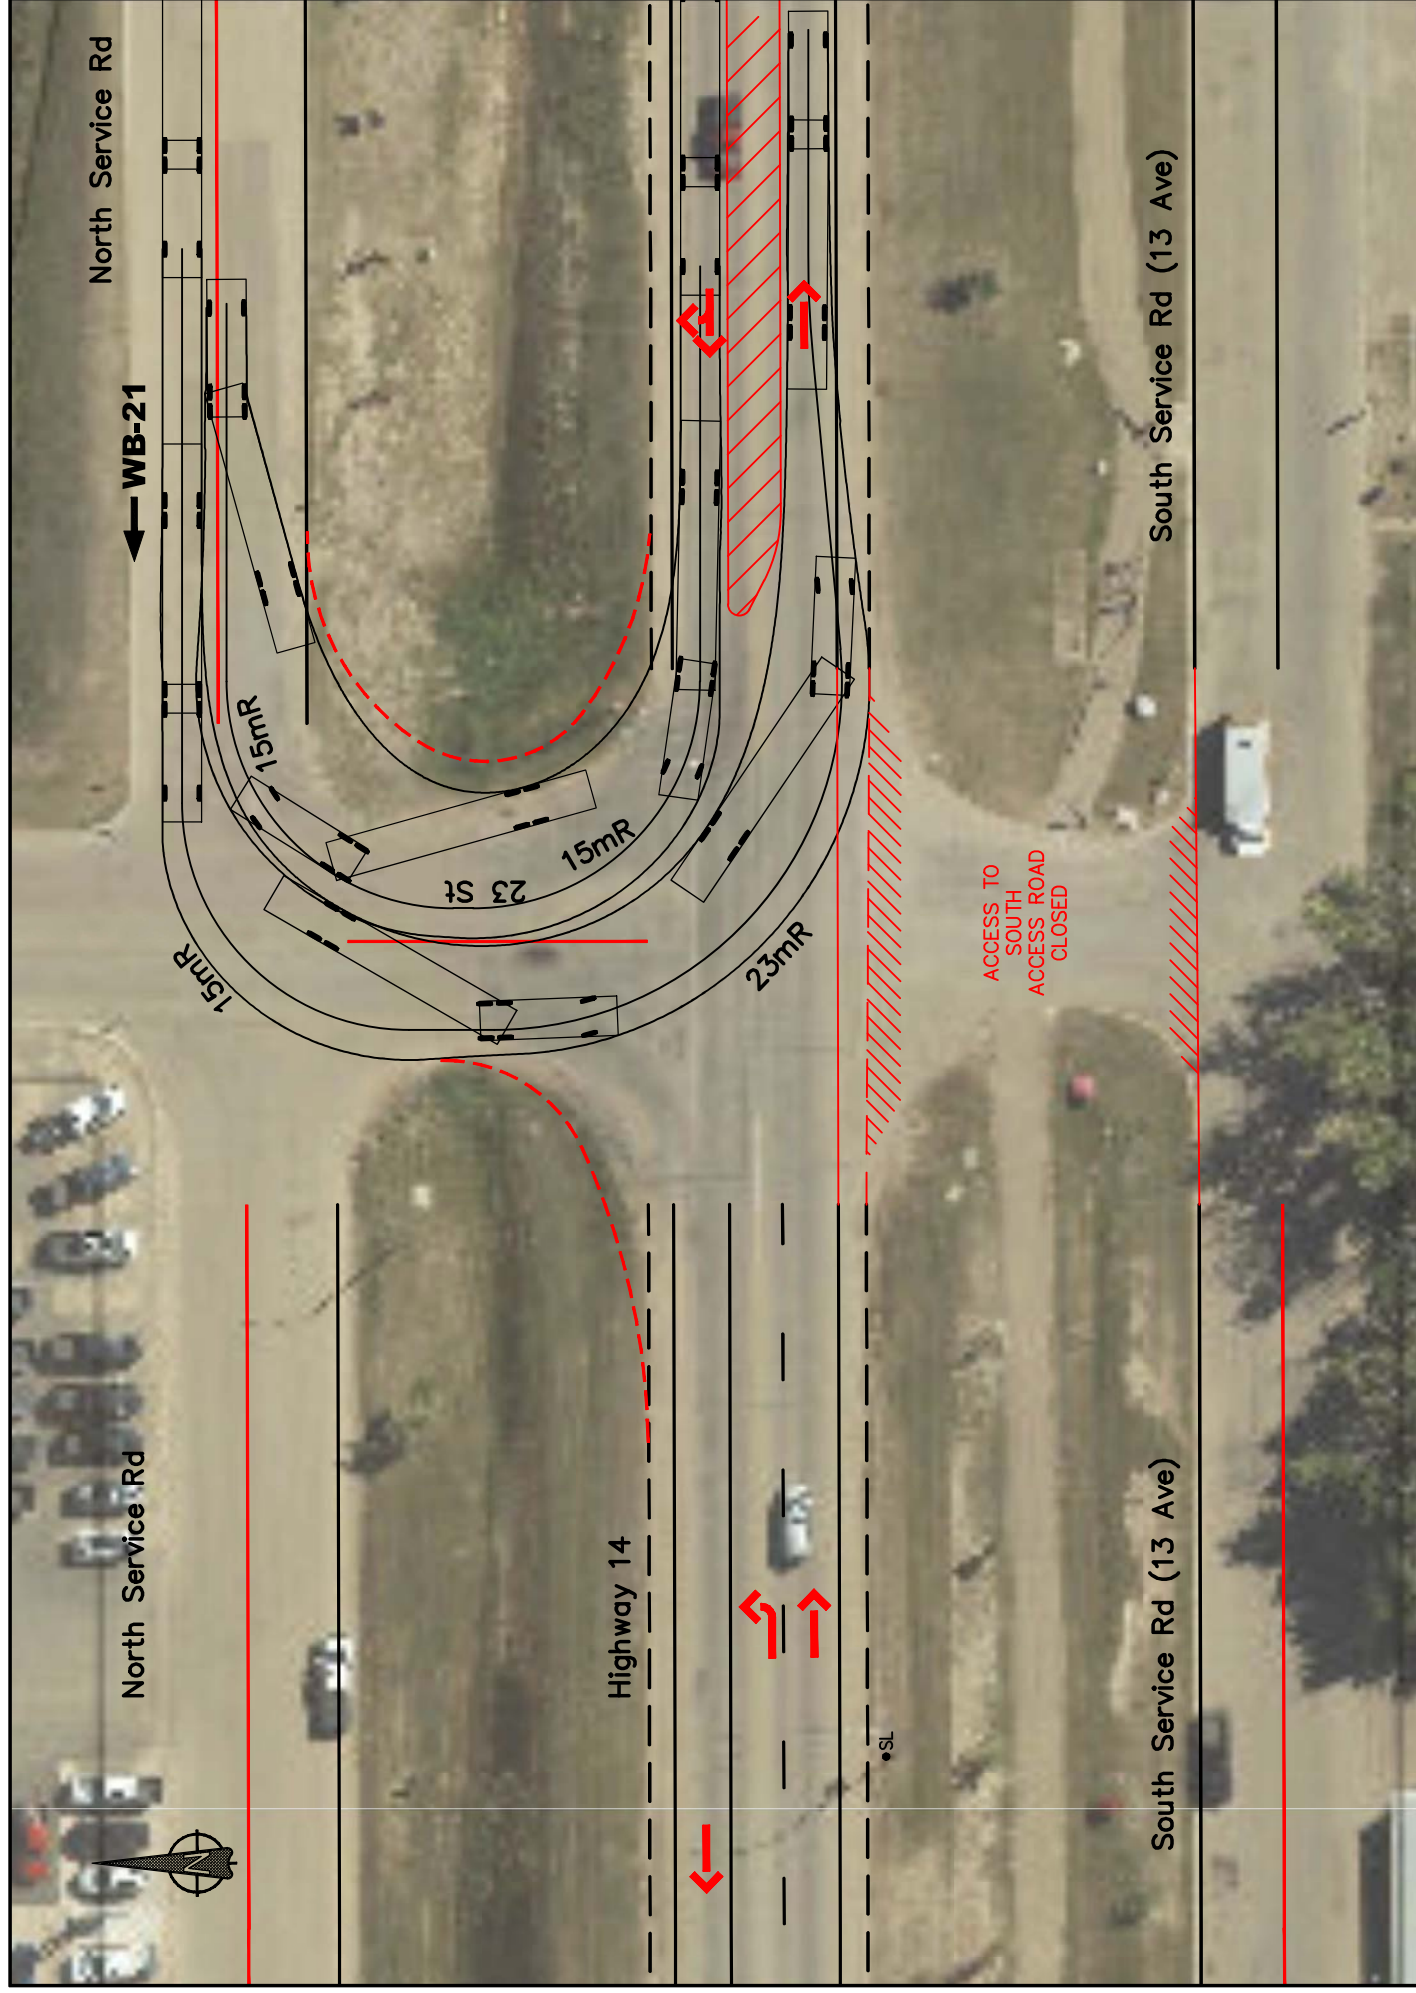 North Service Rd
WB-21
South Service Rd (13 Ave)
15mR
15mR
23 St
15mR
23mR
ACCESS TO
SOUTH
ACCESS ROAD
CLOSED
North Service Rd
Highway 14
South Service Rd (13 Ave)
SL
N